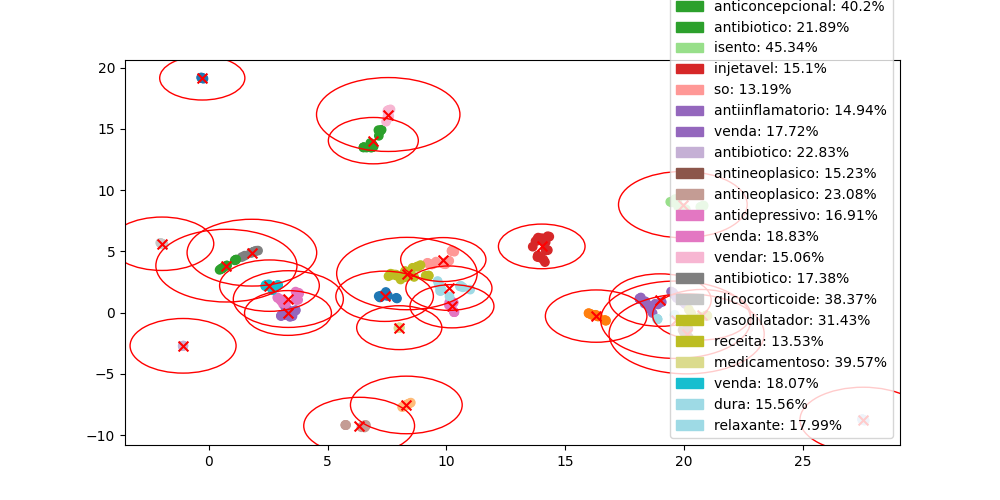 anticoncepcional: 40.2%
antibiotico: 21.89%
isento: 45.34%
injetavel: 15.1%
so: 13.19%
antiinflamatorio: 14.94%
venda: 17.72%
antibiotico: 22.83%
antineoplasico: 15.23%
antineoplasico: 23.08%
antidepressivo: 16.91%
venda: 18.83%
vendar: 15.06%
antibiotico: 17.38%
glicocorticoide: 38.37%
vasodilatador: 31.43%
receita: 13.53%
medicamentoso: 39.57%
venda: 18.07%
dura: 15.56%
relaxante: 17.99%
20
15
10
5
0
−5
−10
0 5 10 15 20 25